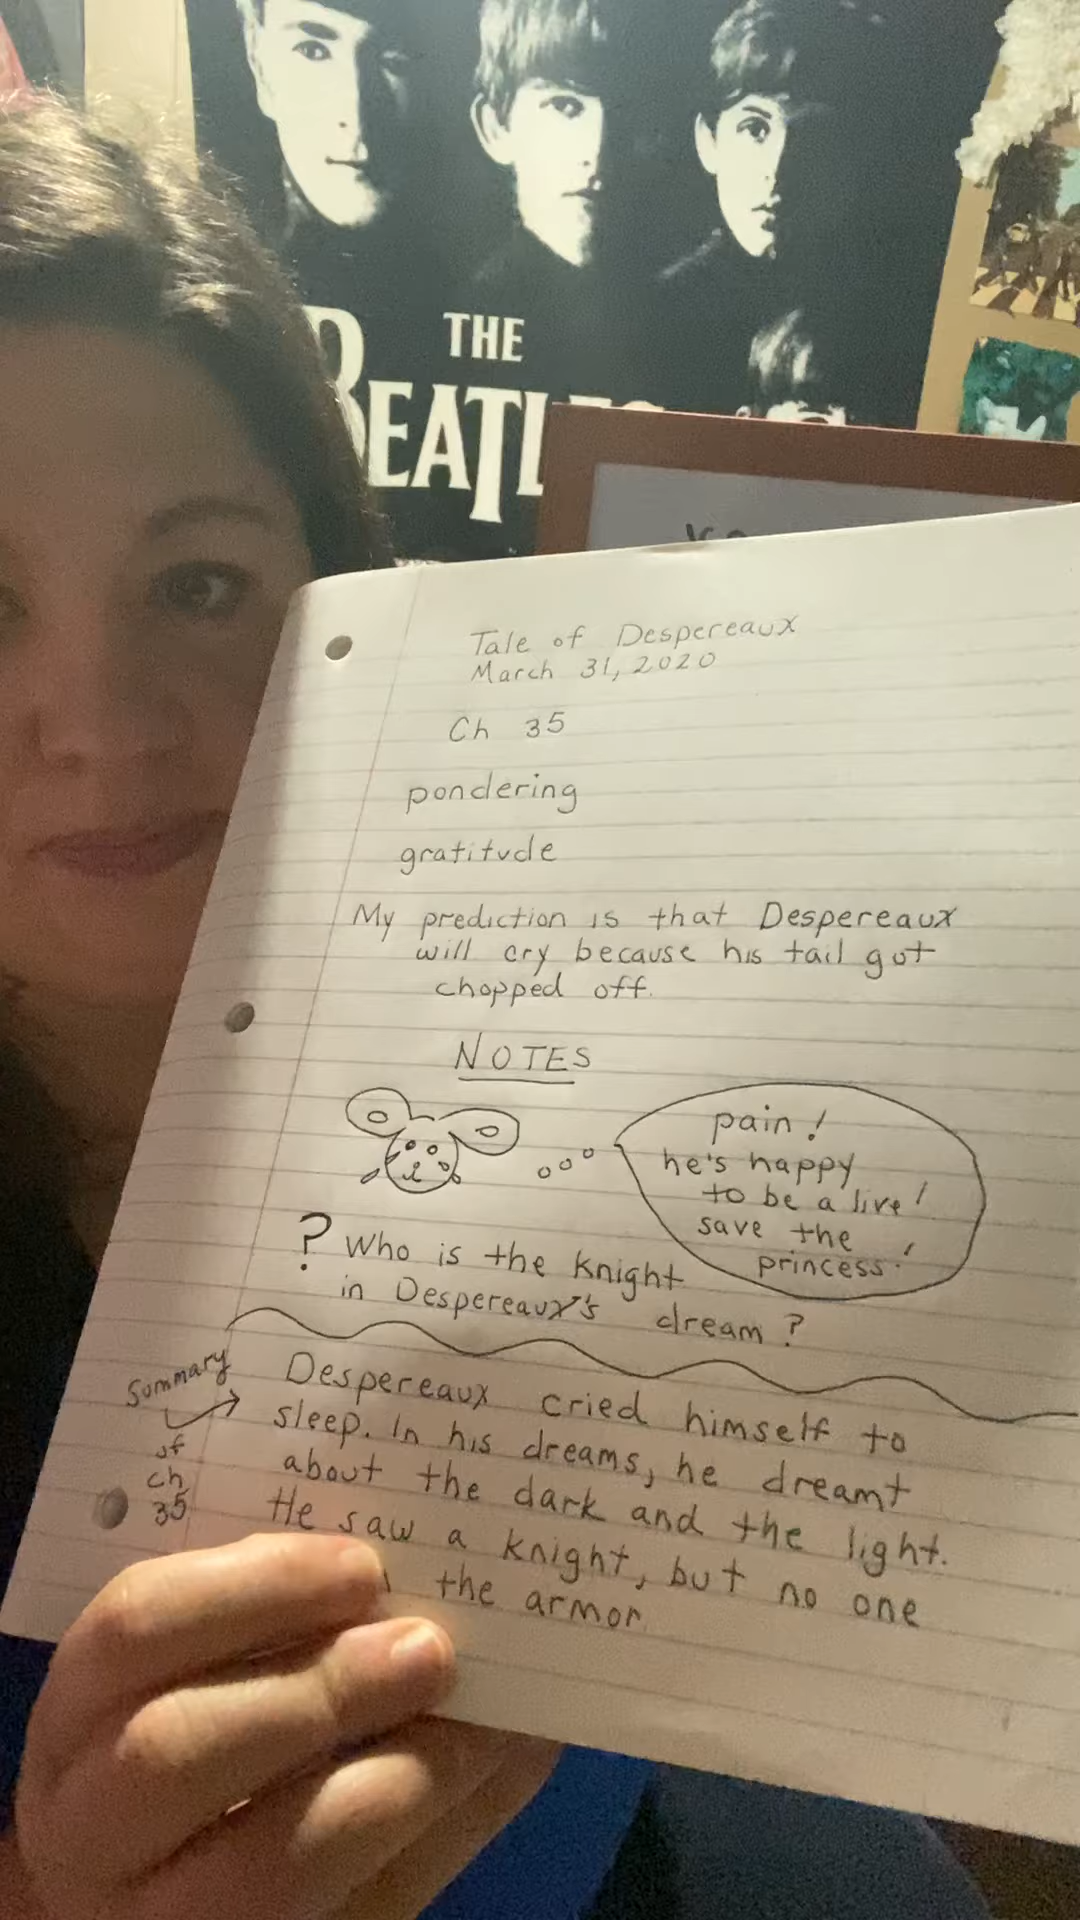 THE
BEATL
Tale of Despereaux
March 31, 2020
Ch 35
pondering
gratitude
My prediction is that Despereaux
will cry because his tail got
chopped off.
NOTES
pain!
he's happy
to be a live!
save the
princess!
? Who is the knight
in Despereaux's dream?
Summary
of
ch
35
Despereaux cried himself to
sleep. In his dreams, he dreamt
about the dark and the light.
He saw a knight, but no one
the armor